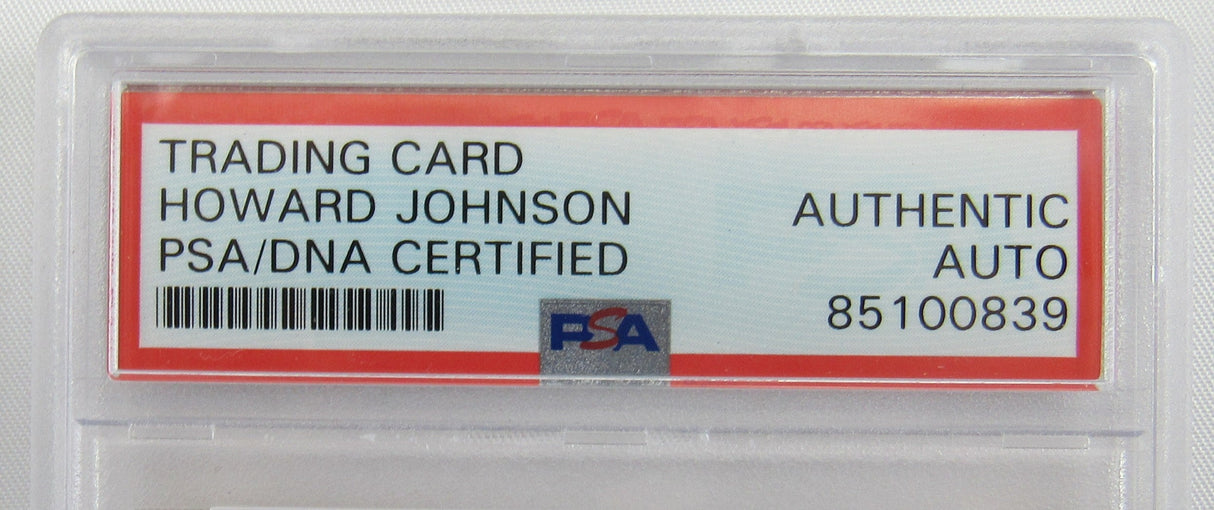 TRADING CARD
HOWARD JOHNSON
PSA/DNA CERTIFIED
AUTHENTIC
AUTO
85100839
PSA